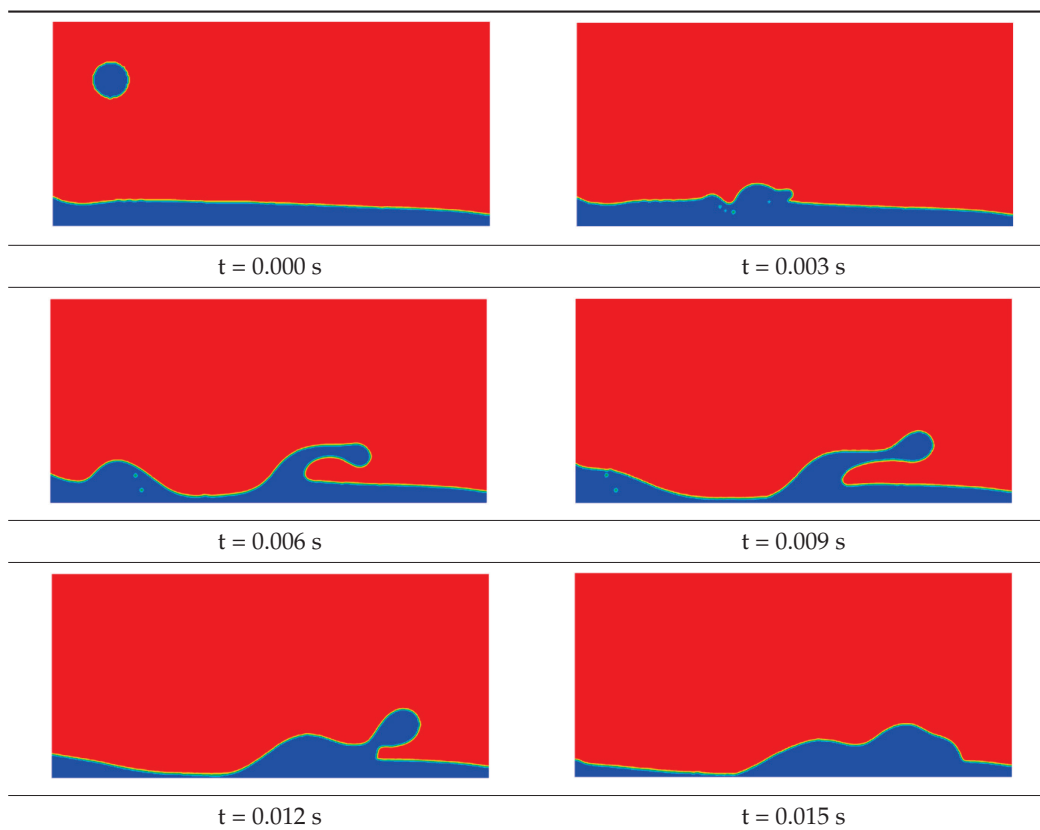 t = 0.000 s
t = 0.003 s
t = 0.006 s
t = 0.009 s
t = 0.012 s
t = 0.015 s